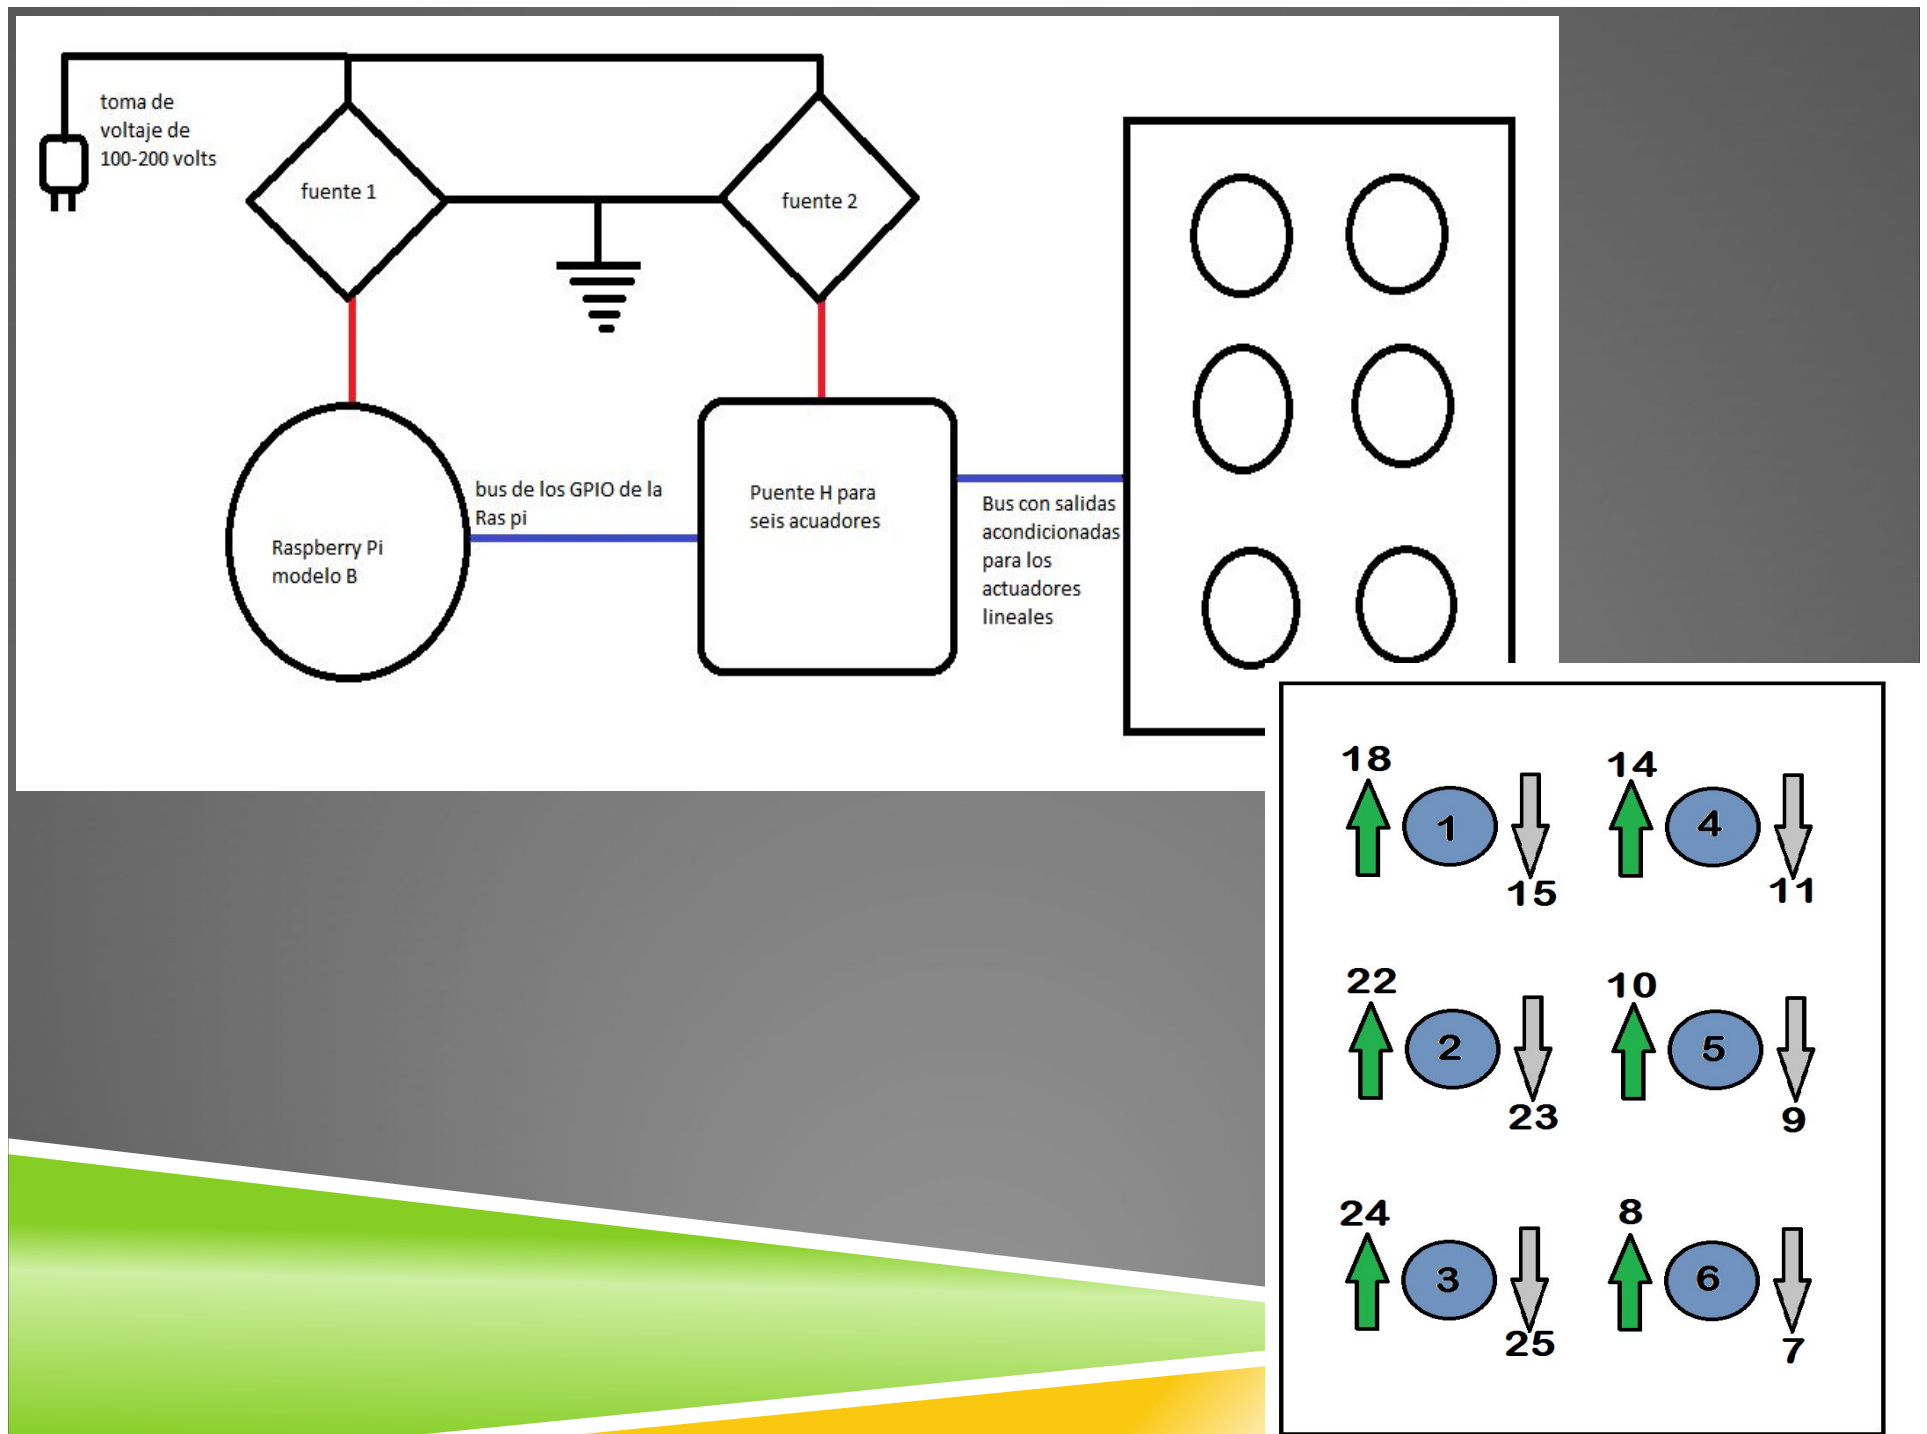 toma de
voltaje de
100-200 volts
fuente 1
fuente 2
Raspberry Pi
modelo B
bus de los GPIO de la
Ras pi
Puente H para
seis acuadores
Bus con salidas
acondicionadas
para los
actuadores
lineales
18
14
1
4
15
11
22
10
2
5
23
9
24
8
3
6
25
7